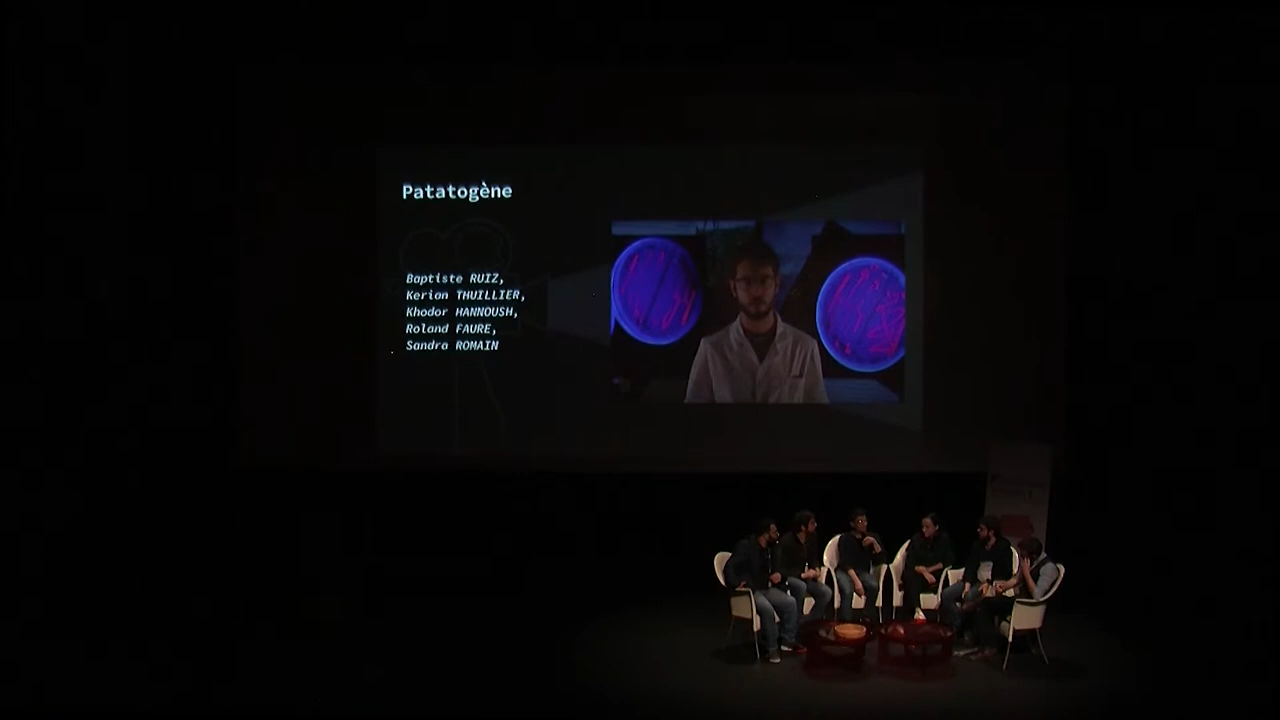 Patatogène
Baptiste RUIZ,
Kerian THUILLIER,
Khodor HANNOUSH,
Roland FAURE,
Sandra ROMAIN